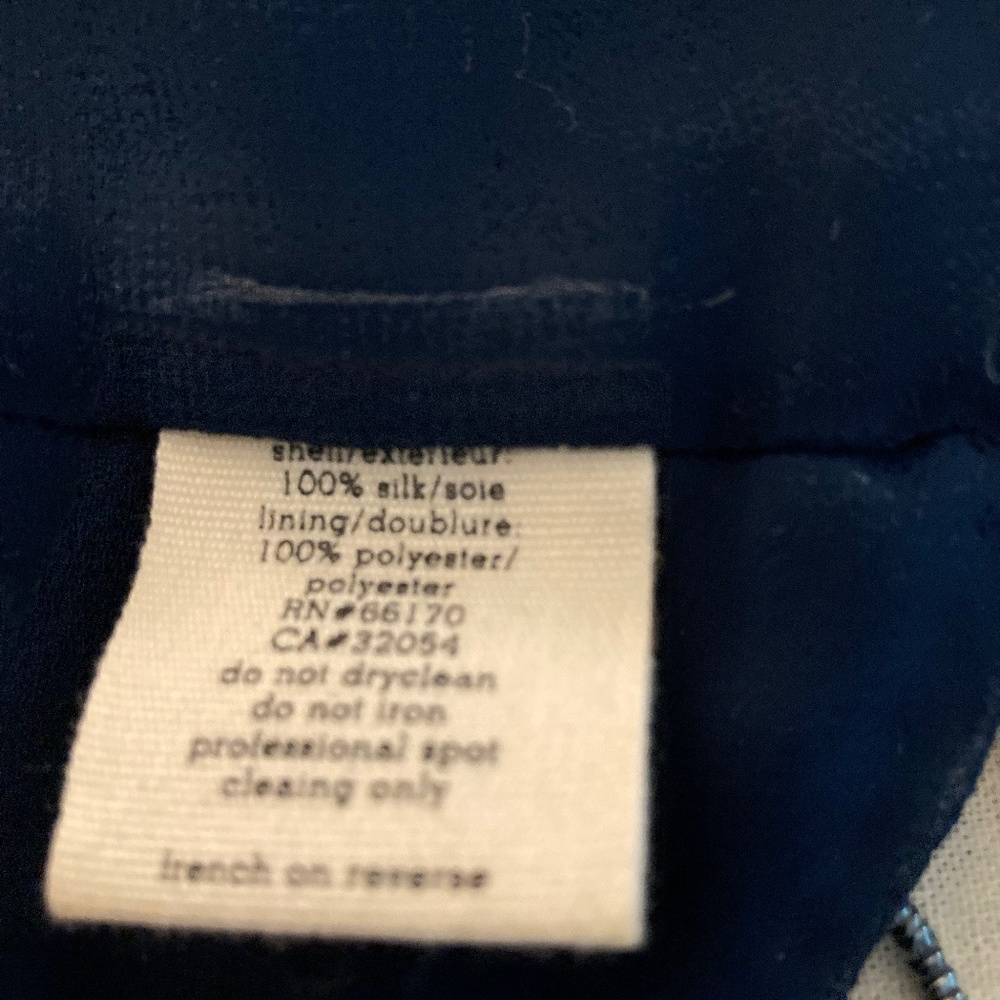 shell/exterieur:
100% silk/soie
lining/doublure:
100% polyester/
polyester
RN#66170
CA#32054
do not dryclean
do not iron
professional spot
cleaing only
french on reverse